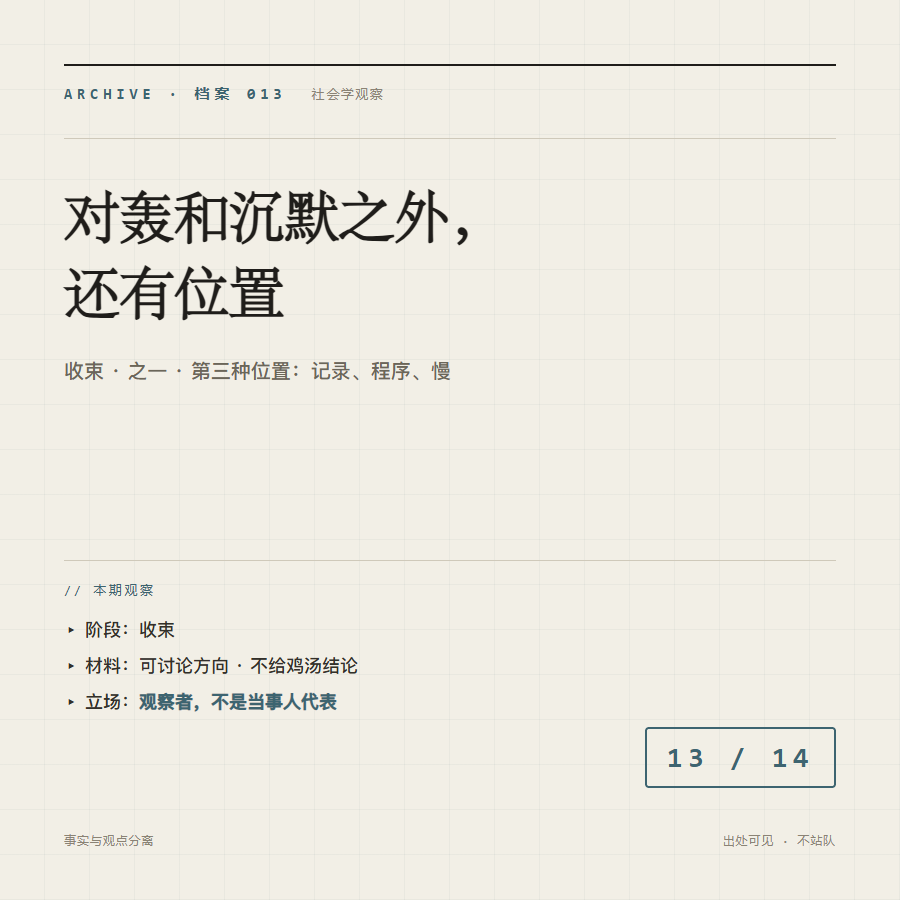 ARCHIVE · 档案 013 社会学观察
对轰和沉默之外，
还有位置
收束 · 之一 · 第三种位置：记录、程序、慢
// 本期观察
▸ 阶段：收束
▸ 材料：可讨论方向 · 不给鸡汤结论
▸ 立场：观察者，不是当事人代表
13 / 14
事实与观点分离
出处可见 · 不站队